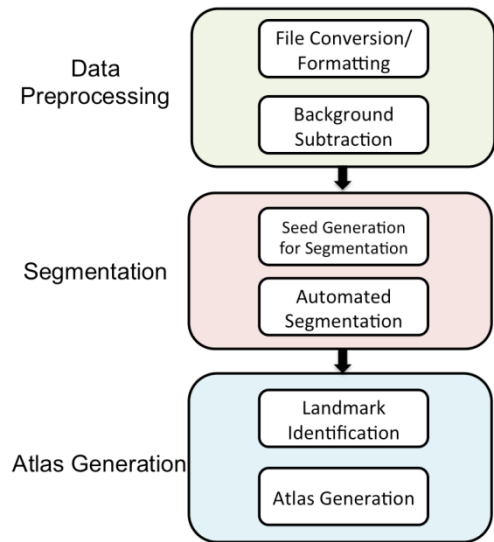 Data
Preprocessing
File Conversion/
Formatting
Background
Subtraction
Segmentation
Seed Generation
for Segmentation
Automated
Segmentation
Atlas Generation
Landmark
Identification
Atlas Generation